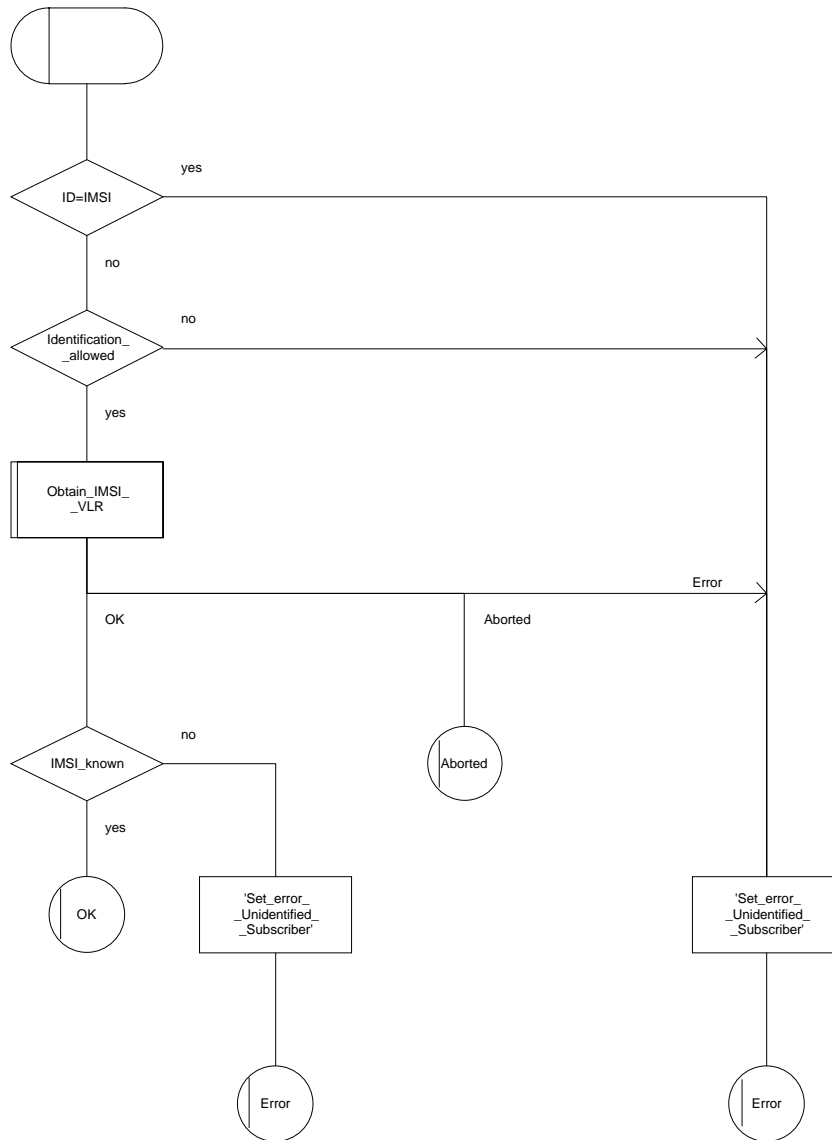 yes
ID=IMSI
no
no
Identification_
_allowed
yes
Obtain_IMSI_
_VLR
Error
OK
Aborted
no
IMSI_known
Aborted
yes
OK
'Set_error_
_Unidentified_
_Subscriber'
'Set_error_
_Unidentified_
_Subscriber'
Error
Error